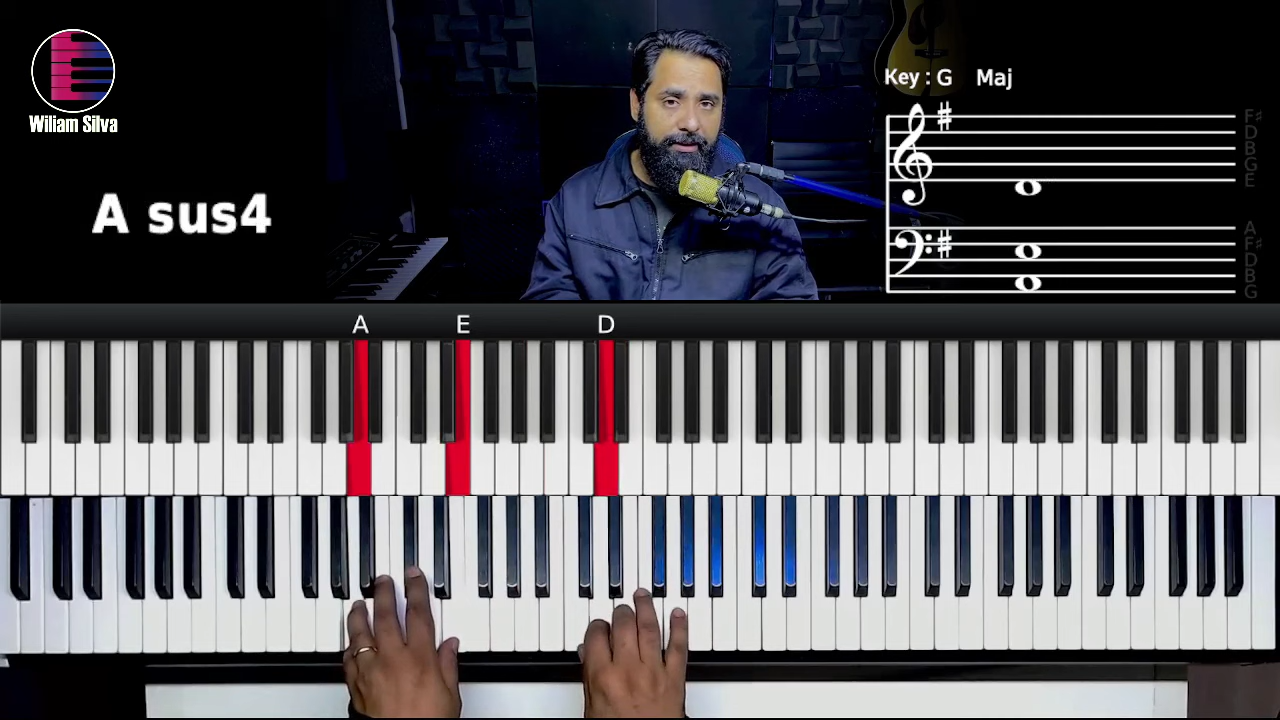 Wiliam Silva
A sus4
Key : G Maj
F♯
D
B
G
E
A
F♯
D
B
G
A E D